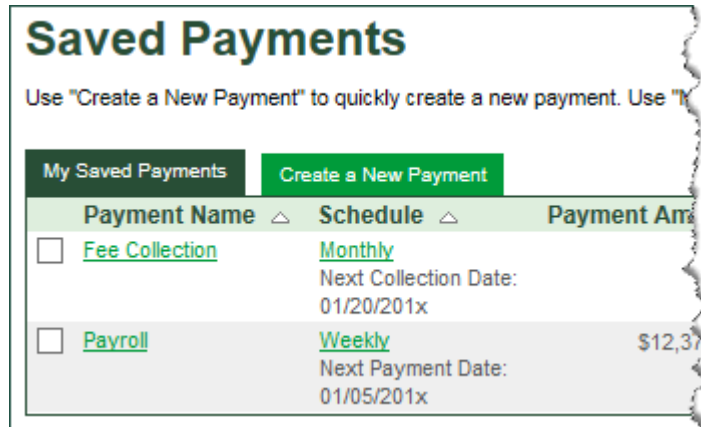 Saved Payments
Use "Create a New Payment" to quickly create a new payment. Use "
My Saved Payments
Create a New Payment
Payment Name Schedule Payment Am
Fee Collection Monthly
Next Collection Date:
01/20/201x
Payroll Weekly $12,37
Next Payment Date:
01/05/201x